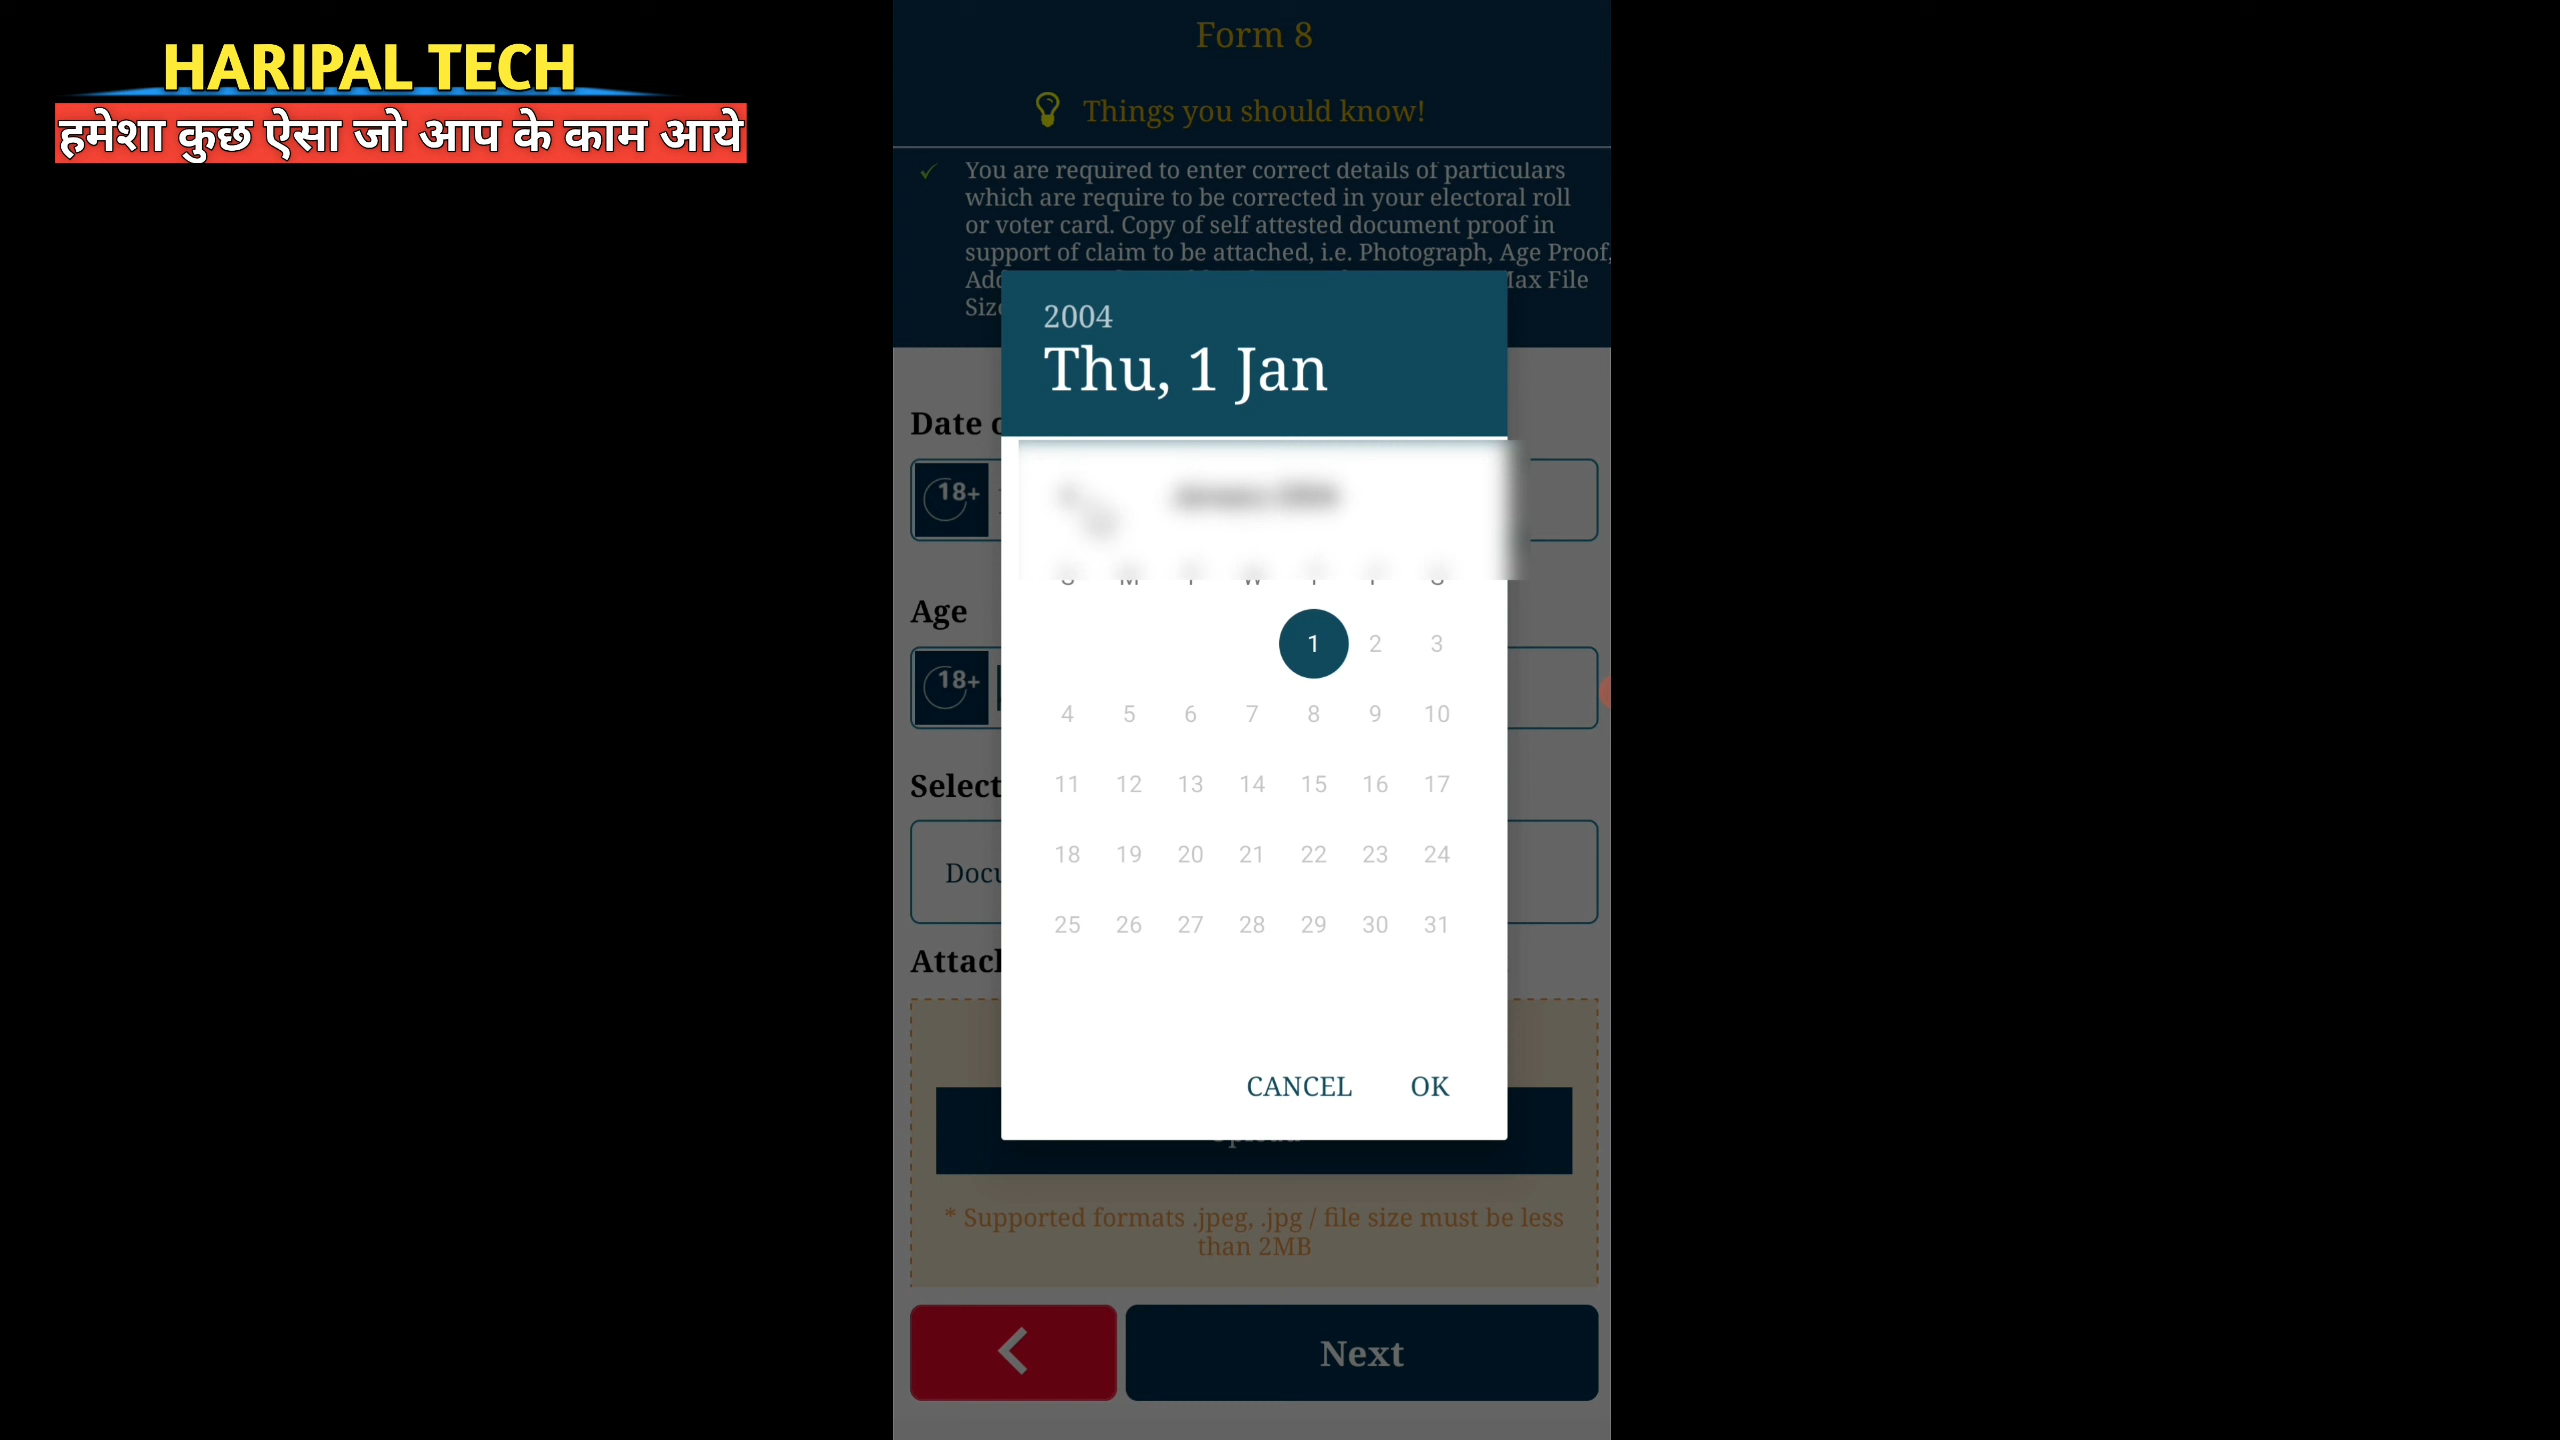 HARIPAL TECH
हमेशा कुछ ऐसा जो आप के काम आये
Form 8
Things you should know!
You are required to enter correct details of particulars
which are require to be corrected in your electoral roll
or voter card. Copy of self attested document proof in
support of claim to be attached, i.e. Photograph, Age Proof,
Max File
2004
Thu, 1 Jan
Date
18+
1 2 3
Age
18+
4 5 6 7 8 9 10
Select
11 12 13 14 15 16 17
18 19 20 21 22 23 24
25 26 27 28 29 30 31
CANCEL OK
* Supported formats .jpeg, .jpg / file size must be less
than 2MB
Next